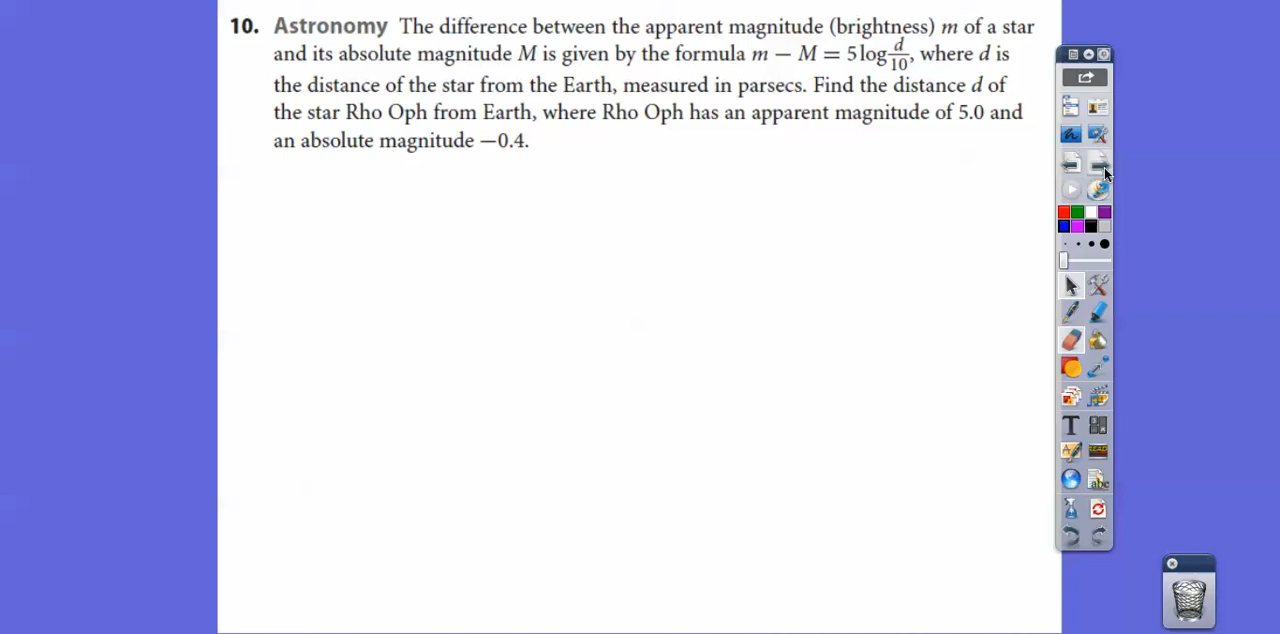 10. Astronomy The difference between the apparent magnitude (brightness) m of a star
and its absolute magnitude M is given by the formula m − M = 5 log d/10, where d is
the distance of the star from the Earth, measured in parsecs. Find the distance d of
the star Rho Oph from Earth, where Rho Oph has an apparent magnitude of 5.0 and
an absolute magnitude −0.4.
T
abc